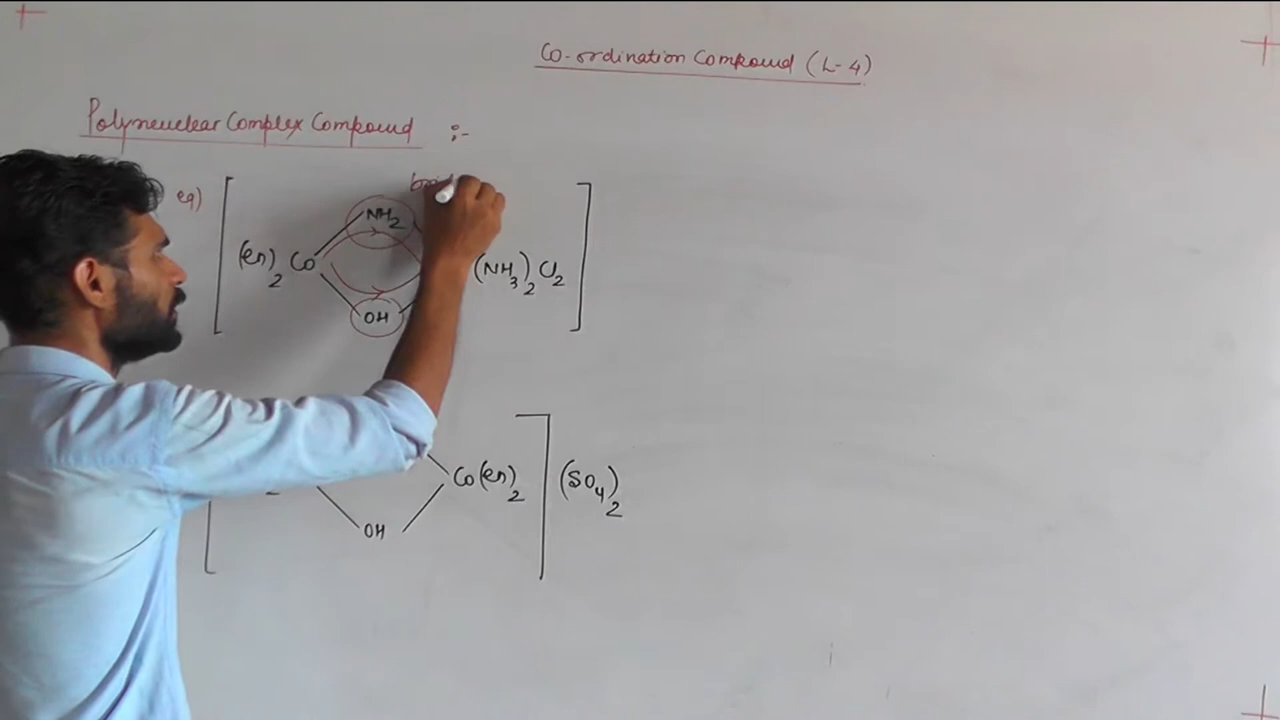 Co-ordination Compound (L-4)
Polyneuclear Complex Compound :-
eg)
NH₂
(en)₂ Co (NH₃)₂ Cl₂
OH
Co(en)₂ (SO₄)₂
OH